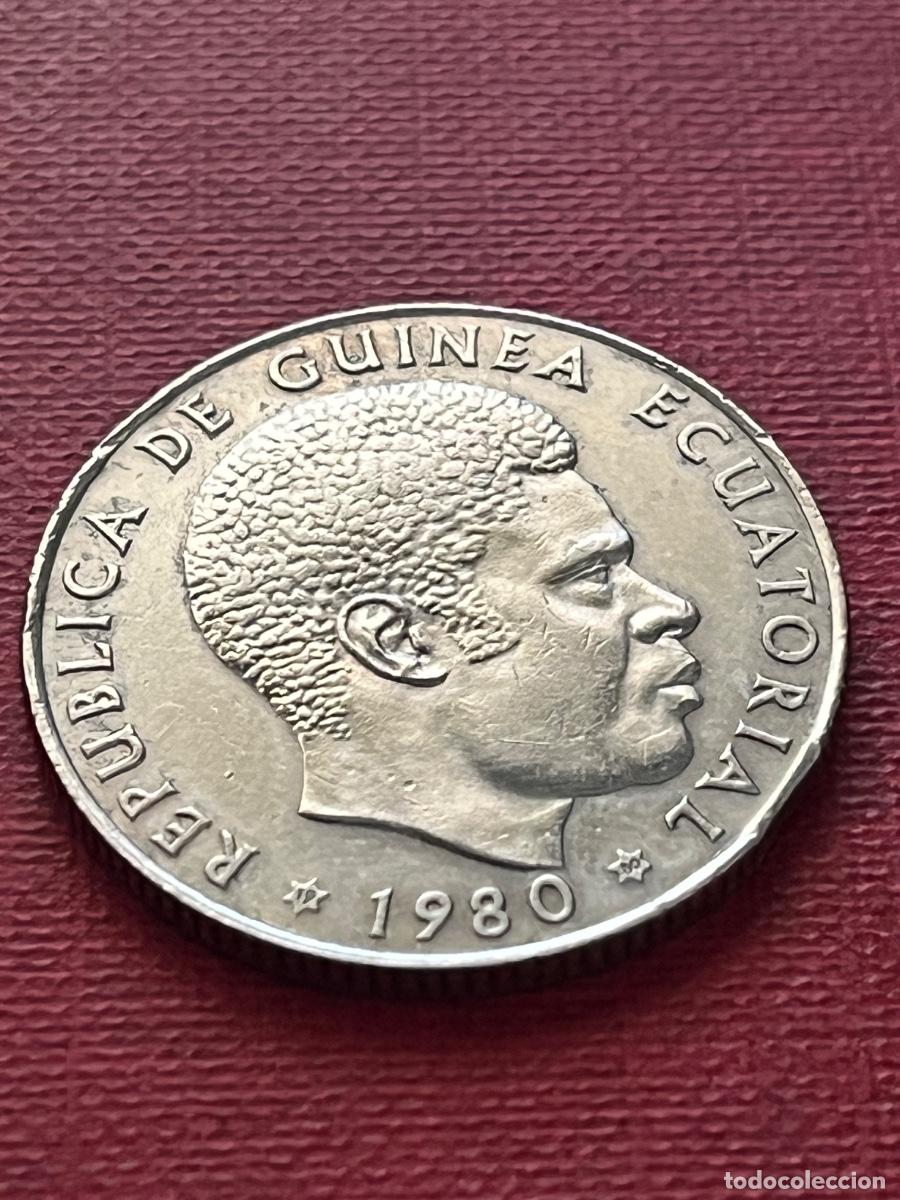 REPUBLICA DE GUINEA ECUATORIAL
1980
todocoleccion